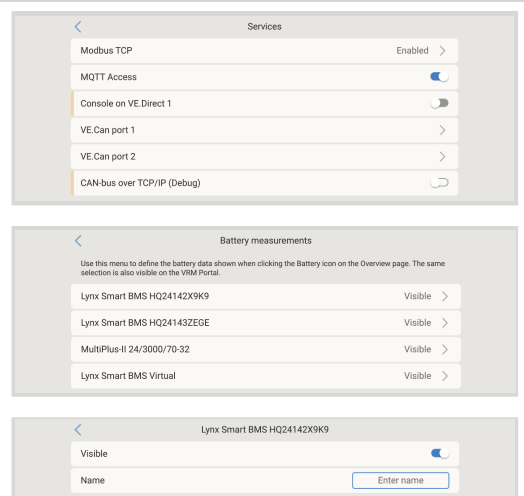 Services
Modbus TCP Enabled
MQTT Access
Console on VE.Direct 1
VE.Can port 1
VE.Can port 2
CAN-bus over TCP/IP (Debug)
Battery measurements
Use this menu to define the battery data shown when clicking the Battery icon on the Overview page. The same
selection is also visible on the VRM Portal.
Lynx Smart BMS HQ24142X9K9 Visible
Lynx Smart BMS HQ24143ZEGE Visible
MultiPlus-II 24/3000/70-32 Visible
Lynx Smart BMS Virtual Visible
Lynx Smart BMS HQ24142X9K9
Visible
Name Enter name